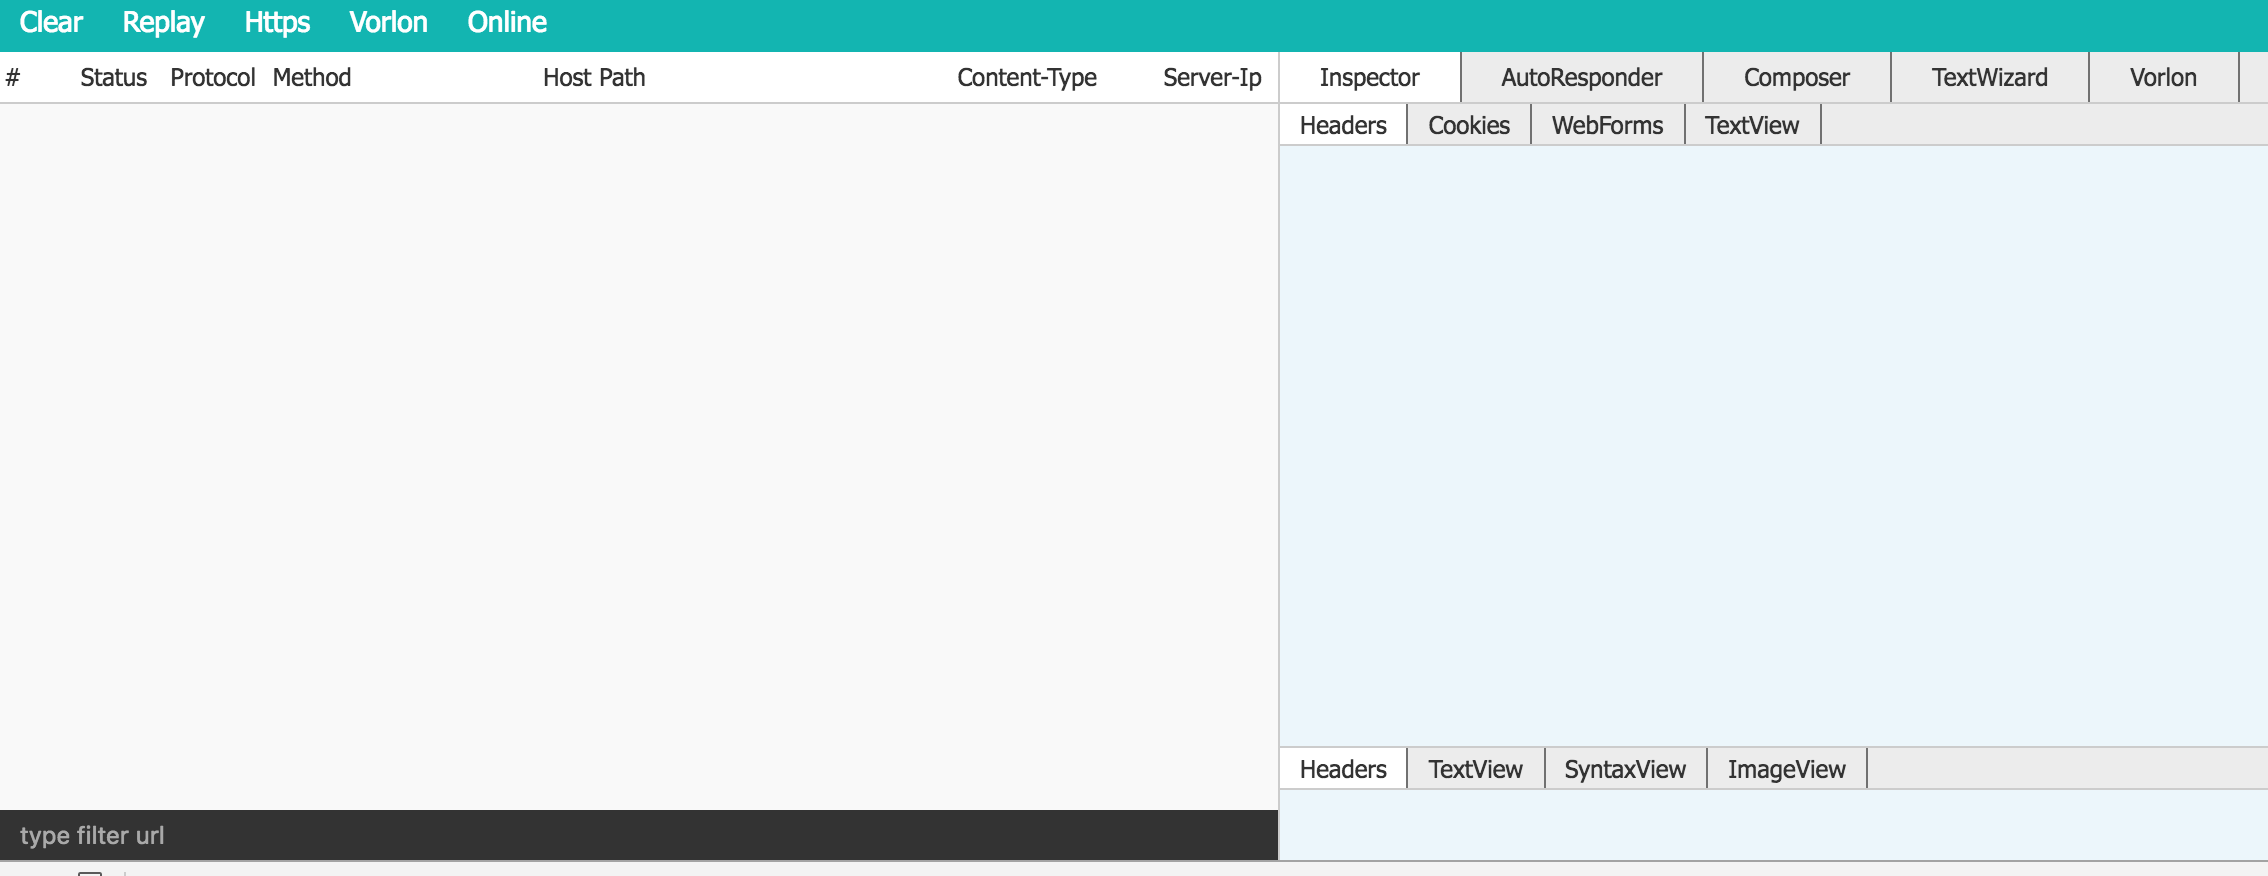 Clear Replay Https Vorlon Online
# Status Protocol Method Host Path Content-Type Server-Ip
Inspector AutoResponder Composer TextWizard Vorlon
Headers Cookies WebForms TextView
Headers TextView SyntaxView ImageView
type filter url